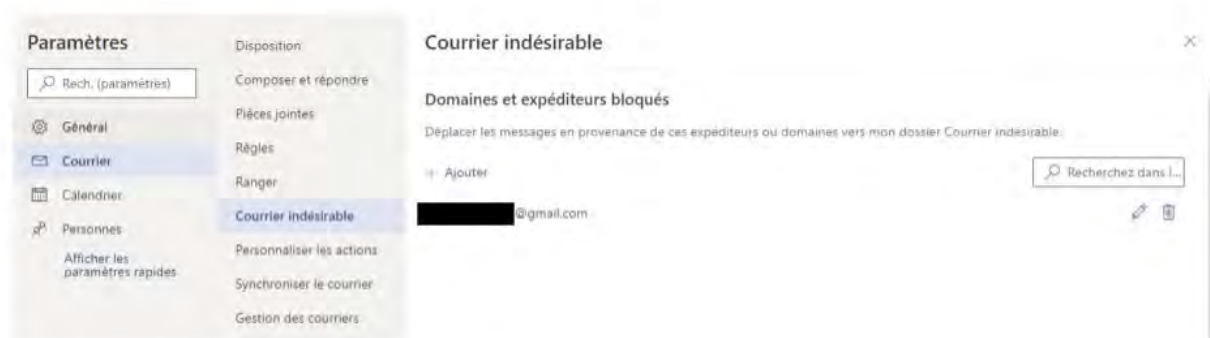 Paramètres
Rech. (paramètres)
Général
Courrier
Calendrier
Personnes
Afficher les
paramètres rapides
Disposition
Composer et répondre
Pièces jointes
Règles
Ranger
Courrier indésirable
Personnaliser les actions
Synchroniser le courrier
Gestion des courriers
Courrier indésirable
Domaines et expéditeurs bloqués
Déplacer les messages en provenance de ces expéditeurs ou domaines vers mon dossier Courrier indésirable.
+ Ajouter
Recherchez dans l...
@gmail.com